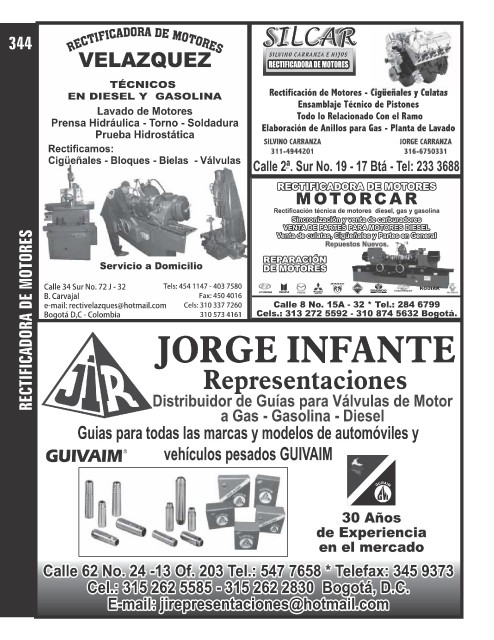 344
RECTIFICADORA DE MOTORES
RECTIFICADORA DE MOTORES
VELAZQUEZ
TÉCNICOS
EN DIESEL Y GASOLINA
Lavado de Motores
Prensa Hidráulica - Torno - Soldadura
Prueba Hidrostática
Rectificamos:
Cigüeñales - Bloques - Bielas - Válvulas
Servicio a Domicilio
Calle 34 Sur No. 72 J - 32
B. Carvajal
e-mail: rectivelazques@hotmail.com
Bogotá D,C - Colombia
Tels: 454 1147 - 403 7580
Fax: 450 4016
Cels: 310 337 7260
310 573 4161
SILCAR
SILVINO CARRANZA E HIJOS
RECTIFICADORA DE MOTORES
Rectificación de Motores - Cigüeñales y Culatas
Ensamblaje Técnico de Pistones
Todo lo Relacionado Con el Ramo
Elaboración de Anillos para Gas - Planta de Lavado
SILVINO CARRANZA
311-4944201
JORGE CARRANZA
316-6750331
Calle 2ª. Sur No. 19 - 17 Btá - Tel: 233 3688
RECTIFICADORA DE MOTORES
MOTORCAR
Rectificación técnica de motores diesel, gas y gasolina
Sincronización y venta de carburadores
VENTA DE PARTES PARA MOTORES DIESEL
Venta de culatas, Cigüeñales y Partes en General
Repuestos Nuevos.
REPARACIÓN
DE MOTORES
KODIAK
Calle 8 No. 15A - 32 * Tel.: 284 6799
Cels.: 313 272 5592 - 310 874 5632 Bogotá.
JIR
JORGE INFANTE
Representaciones
Distribuidor de Guías para Válvulas de Motor
a Gas - Gasolina - Diesel
Guias para todas las marcas y modelos de automóviles y
vehículos pesados GUIVAIM
GUIVAIM®
30 Años
de Experiencia
en el mercado
Calle 62 No. 24 -13 Of. 203 Tel.: 547 7658 * Telefax: 345 9373
Cel.: 315 262 5585 - 315 262 2830 Bogotá, D.C.
E-mail: jirepresentaciones@hotmail.com